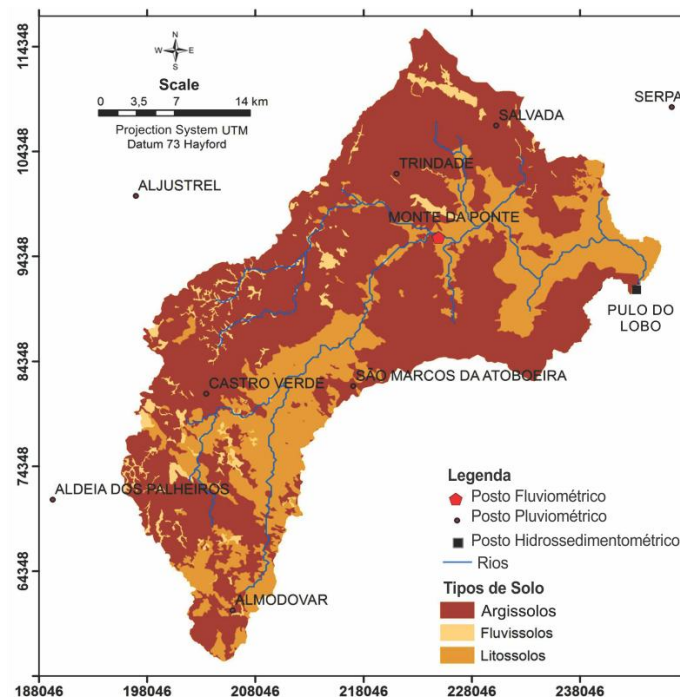 114348
104348
94348
84348
74348
64348
N
W
E
S
Scale
0 3,5 7 14 km
Projection System UTM
Datum 73 Hayford
SERPA
SALVADA
TRINDADE
ALJUSTREL
MONTE DA PONTE
PULO DO
LOBO
SÃO MARCOS DA ATOBOEIRA
CASTRO VERDE
ALDEIA DOS PALHEIROS
ALMODOVAR
Legenda
Posto Fluviométrico
Posto Pluviométrico
Posto Hidrossedimentométrico
Rios
Tipos de Solo
Argissolos
Fluvissolos
Litossolos
188046 198046 208046 218046 228046 238046